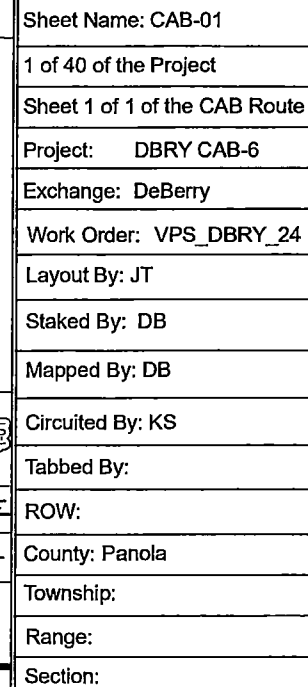 Sheet Name: CAB-01
1 of 40 of the Project
Sheet 1 of 1 of the CAB Route
Project: DBRY CAB-6
Exchange: DeBerry
Work Order: VPS_DBRY_24
Layout By: JT
Staked By: DB
Mapped By: DB
Circuited By: KS
Tabbed By:
ROW:
County: Panola
Township:
Range:
Section: